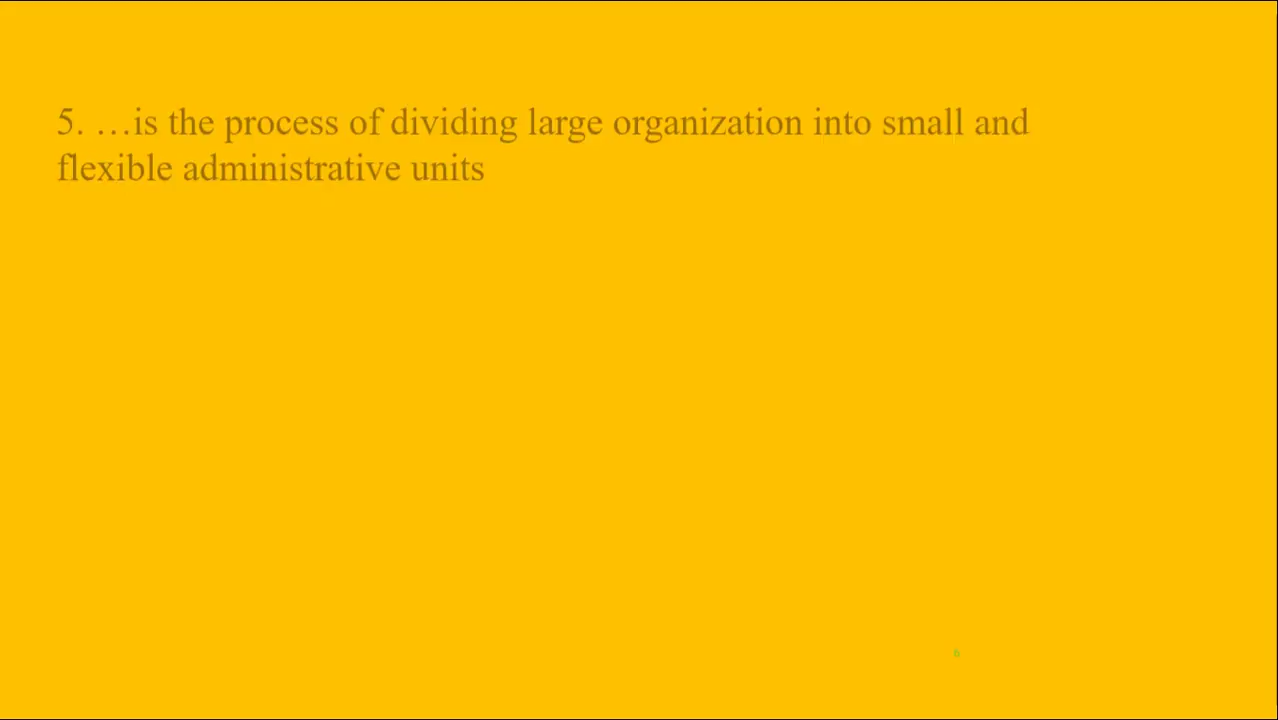 5. …is the process of dividing large organization into small and
flexible administrative units